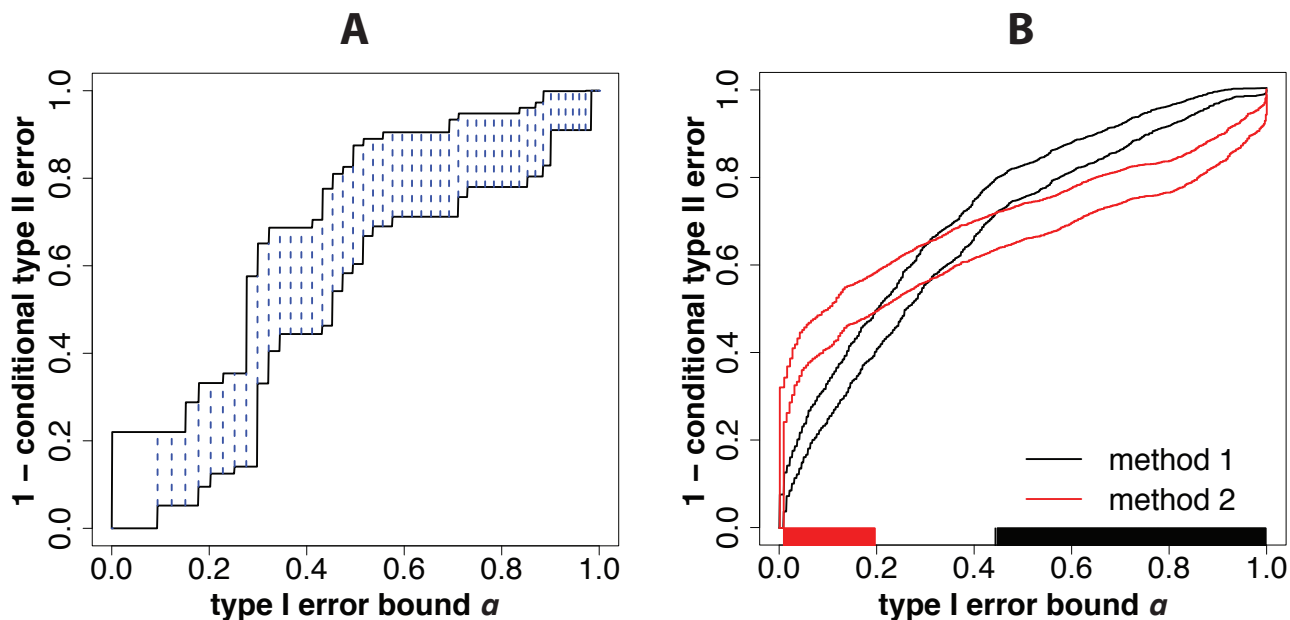 A
1 − conditional type II error
1.0
0.8
0.6
0.4
0.2
0.0
0.0 0.2 0.4 0.6 0.8 1.0
type I error bound α
B
1 − conditional type II error
1.0
0.8
0.6
0.4
0.2
0.0
method 1
method 2
0.0 0.2 0.4 0.6 0.8 1.0
type I error bound α